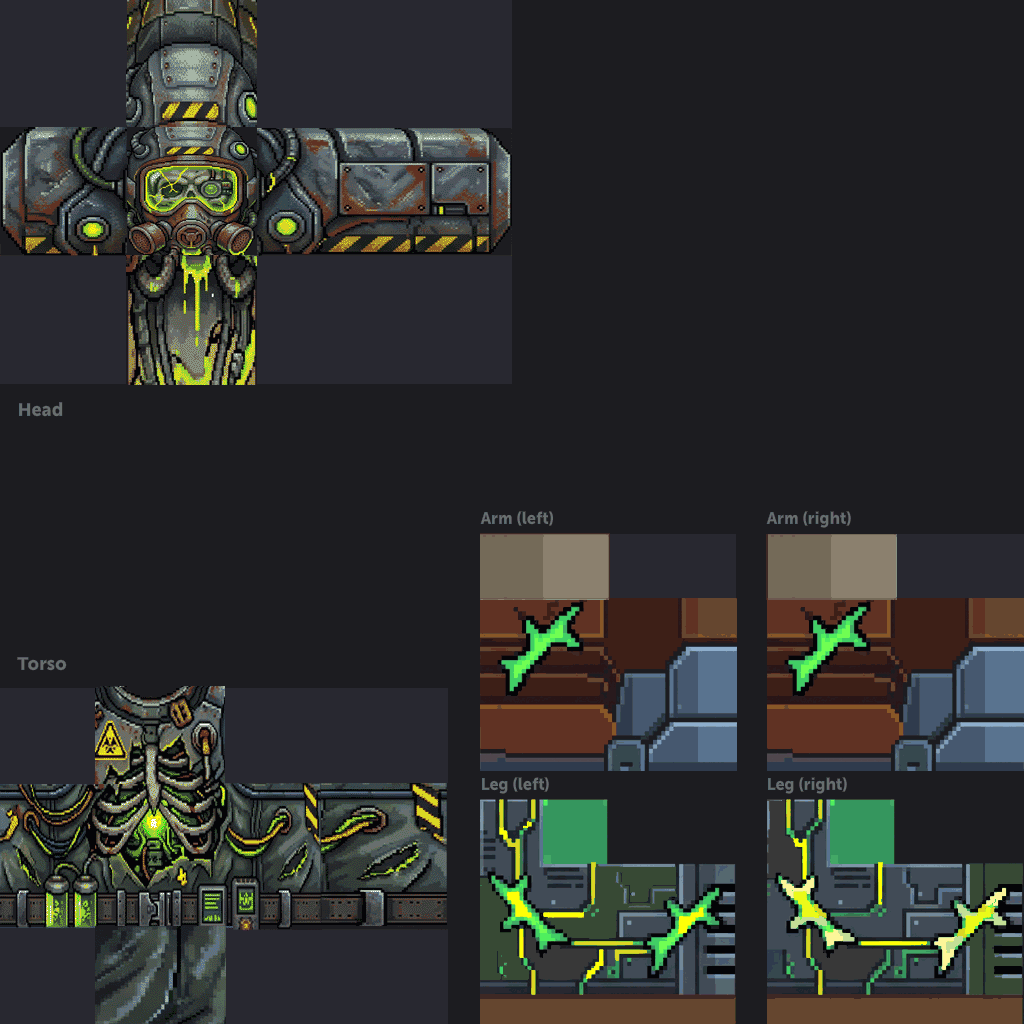 Head
Arm (left)
Arm (right)
Torso
Leg (left)
Leg (right)